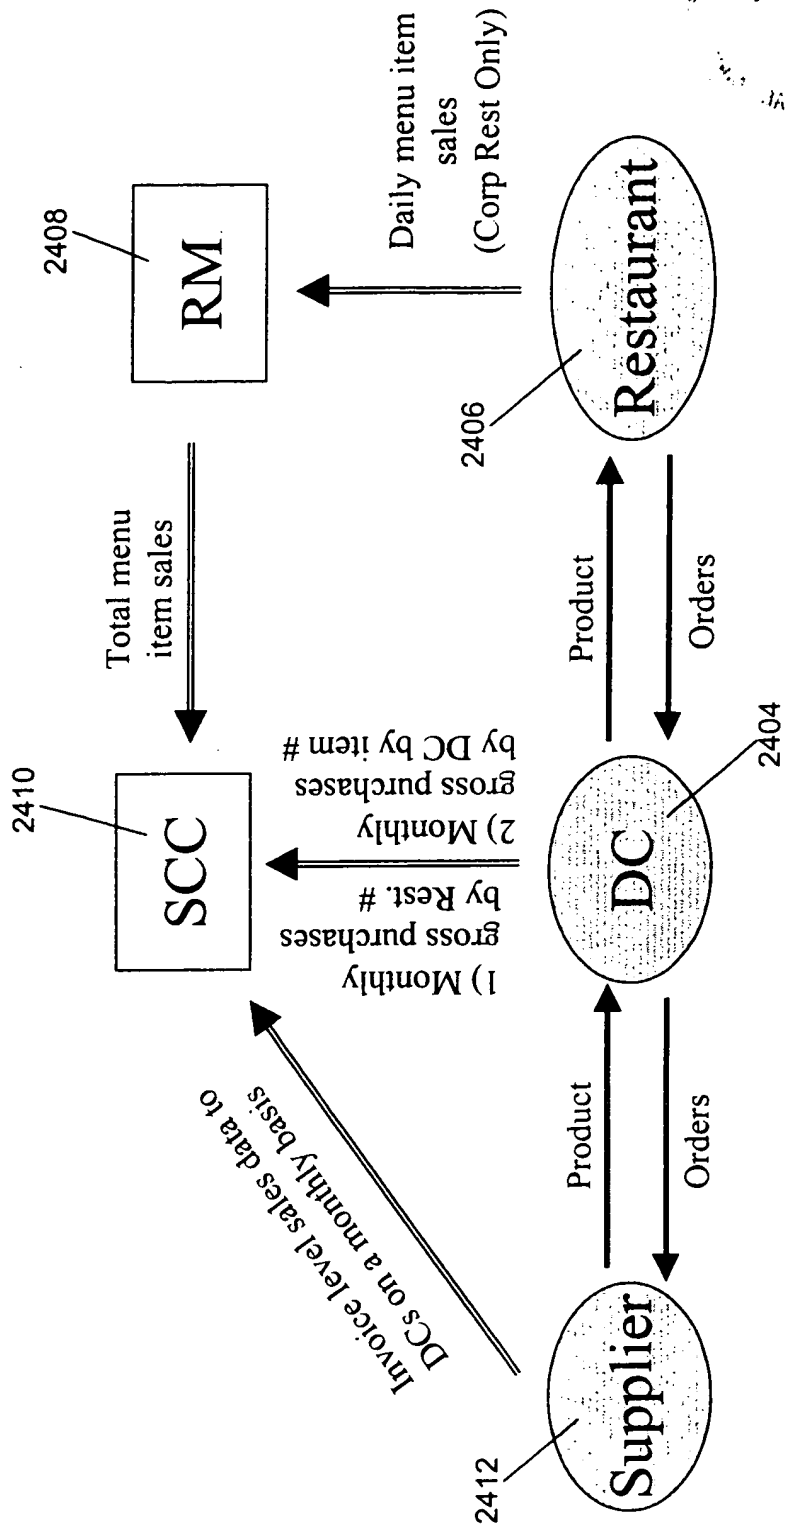 2410
SCC
Total menu
item sales
2408
RM
Invoice level sales data to
DCs on a monthly basis
1) Monthly
gross purchases
by Rest. #
2) Monthly
gross purchases
by DC by item #
Daily menu item
sales
(Corp Rest Only)
2412
Supplier
Product
Orders
DC
2404
Product
Orders
2406
Restaurant